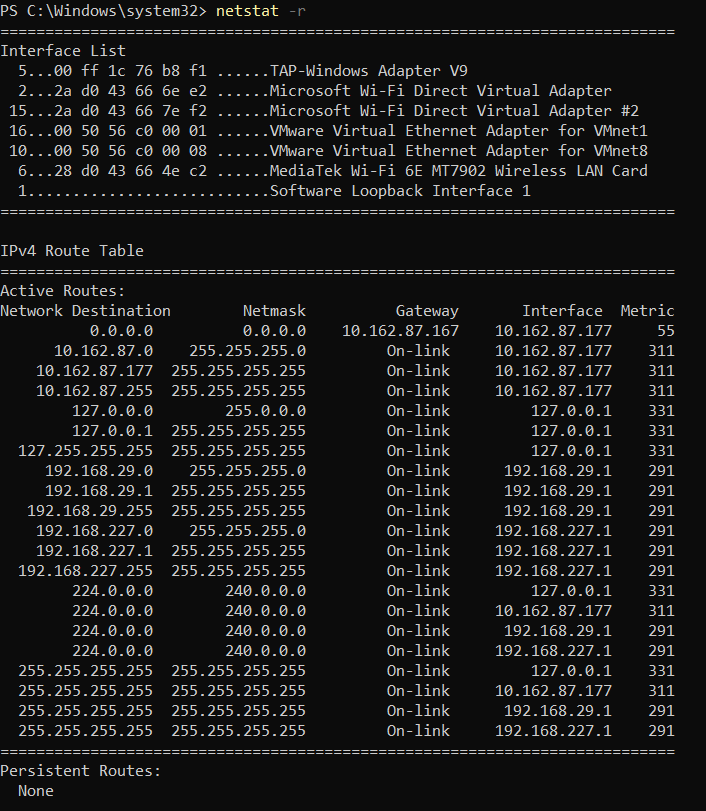 PS C:\Windows\system32> netstat -r
===========================================================================
Interface List
  5...00 ff 1c 76 b8 f1 ......TAP-Windows Adapter V9
  2...2a d0 43 66 6e e2 ......Microsoft Wi-Fi Direct Virtual Adapter
 15...2a d0 43 66 7e f2 ......Microsoft Wi-Fi Direct Virtual Adapter #2
 16...00 50 56 c0 00 01 ......VMware Virtual Ethernet Adapter for VMnet1
 10...00 50 56 c0 00 08 ......VMware Virtual Ethernet Adapter for VMnet8
  6...28 d0 43 66 4e c2 ......MediaTek Wi-Fi 6E MT7902 Wireless LAN Card
  1...........................Software Loopback Interface 1
===========================================================================
IPv4 Route Table
===========================================================================
Active Routes:
Network Destination        Netmask          Gateway       Interface  Metric
          0.0.0.0          0.0.0.0    10.162.87.167    10.162.87.177     55
      10.162.87.0    255.255.255.0         On-link     10.162.87.177    311
    10.162.87.177  255.255.255.255         On-link     10.162.87.177    311
    10.162.87.255  255.255.255.255         On-link     10.162.87.177    311
        127.0.0.0        255.0.0.0         On-link         127.0.0.1    331
        127.0.0.1  255.255.255.255         On-link         127.0.0.1    331
  127.255.255.255  255.255.255.255         On-link         127.0.0.1    331
     192.168.29.0    255.255.255.0         On-link      192.168.29.1    291
     192.168.29.1  255.255.255.255         On-link      192.168.29.1    291
   192.168.29.255  255.255.255.255         On-link      192.168.29.1    291
    192.168.227.0    255.255.255.0         On-link     192.168.227.1    291
    192.168.227.1  255.255.255.255         On-link     192.168.227.1    291
  192.168.227.255  255.255.255.255         On-link     192.168.227.1    291
        224.0.0.0        240.0.0.0         On-link         127.0.0.1    331
        224.0.0.0        240.0.0.0         On-link     10.162.87.177    311
        224.0.0.0        240.0.0.0         On-link      192.168.29.1    291
        224.0.0.0        240.0.0.0         On-link     192.168.227.1    291
  255.255.255.255  255.255.255.255         On-link         127.0.0.1    331
  255.255.255.255  255.255.255.255         On-link     10.162.87.177    311
  255.255.255.255  255.255.255.255         On-link      192.168.29.1    291
  255.255.255.255  255.255.255.255         On-link     192.168.227.1    291
===========================================================================
Persistent Routes:
  None